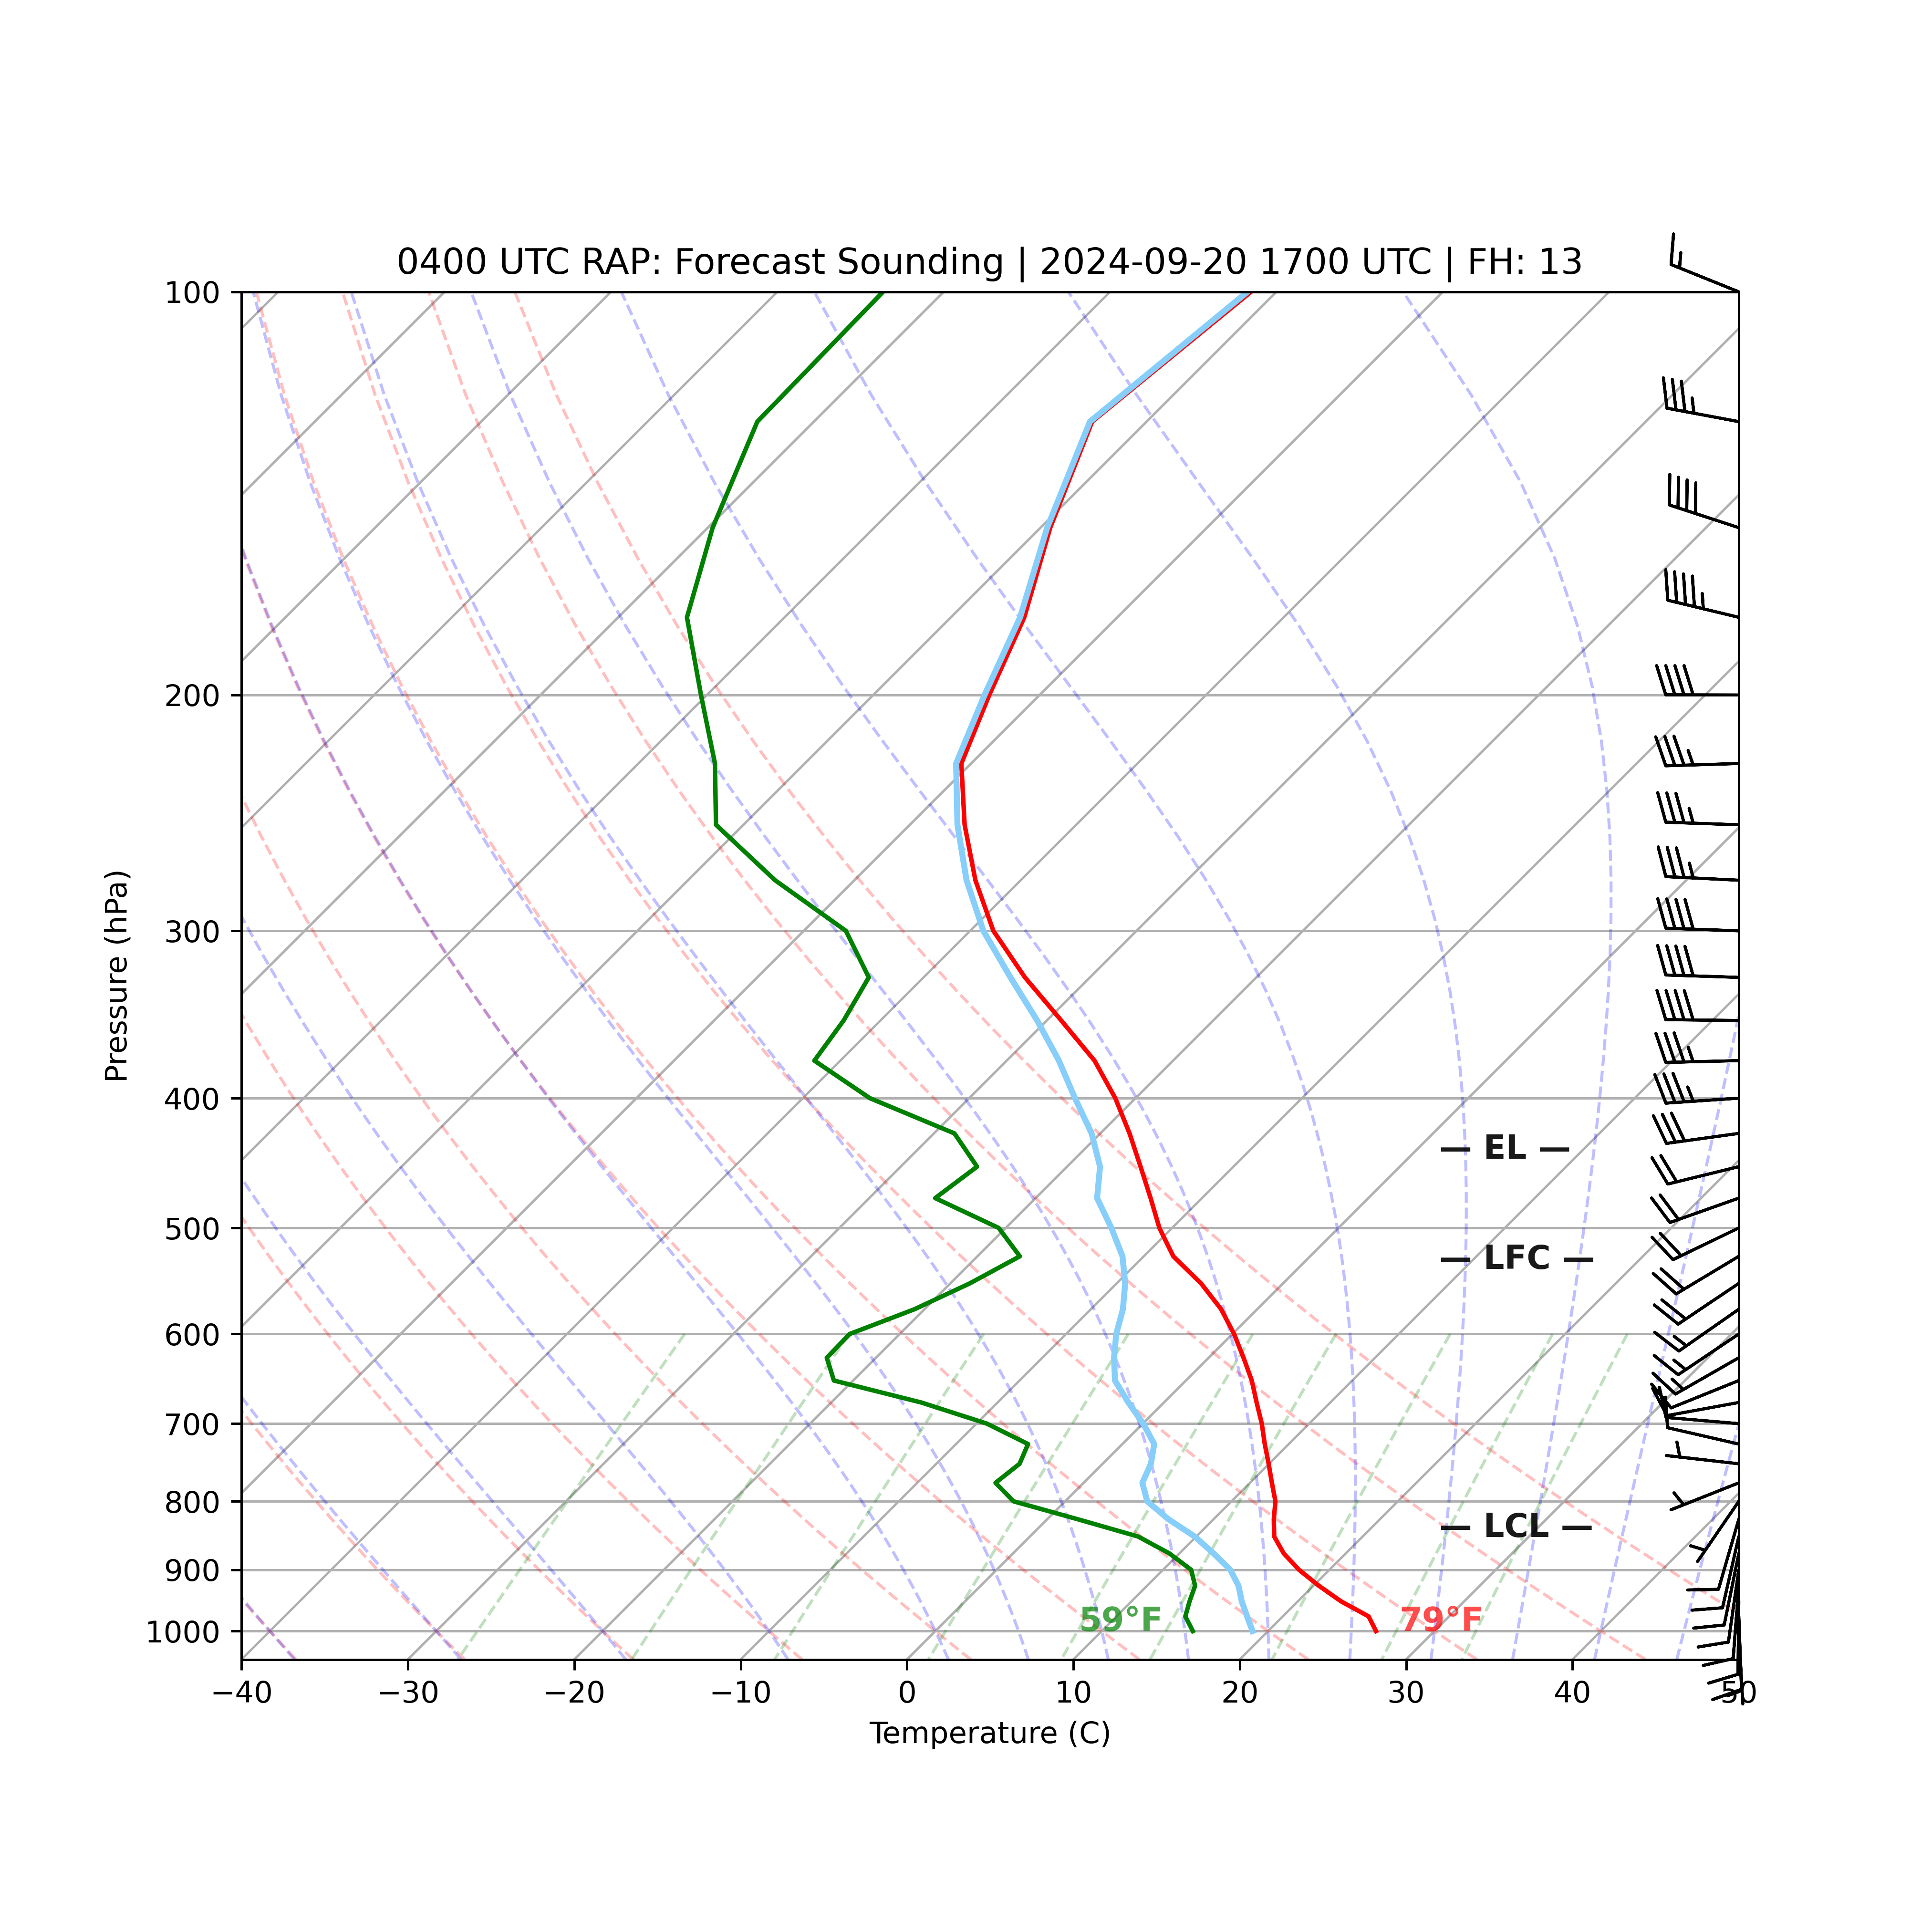 0400 UTC RAP: Forecast Sounding | 2024-09-20 1700 UTC | FH: 13
100
200
300
Pressure (hPa)
400
— EL —
500
— LFC —
600
700
800
— LCL —
900
59°F 79°F
1000
−40 −30 −20 −10 0 10 20 30 40 50
Temperature (C)